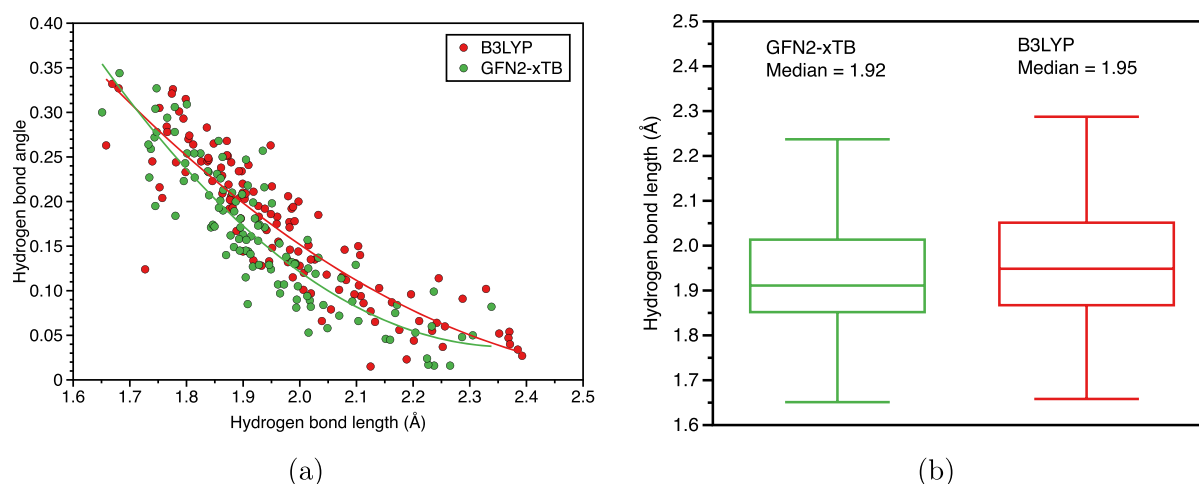 0.40
0.35
0.30
0.25
0.20
0.15
0.10
0.05
0
Hydrogen bond angle
1.6 1.7 1.8 1.9 2.0 2.1 2.2 2.3 2.4 2.5
Hydrogen bond length (Å)
B3LYP
GFN2-xTB
(a)
2.5
2.4
2.3
2.2
2.1
2.0
1.9
1.8
1.7
1.6
Hydrogen bond length (Å)
GFN2-xTB
Median = 1.92
B3LYP
Median = 1.95
(b)